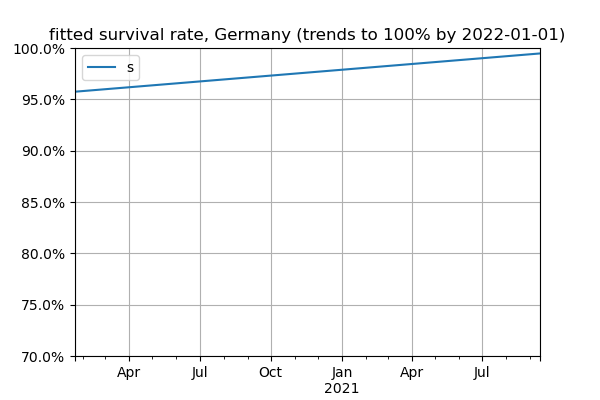 fitted survival rate, Germany (trends to 100% by 2022-01-01)
100.0%
s
95.0%
90.0%
85.0%
80.0%
75.0%
70.0%
Apr Jul Oct Jan Apr Jul
2021